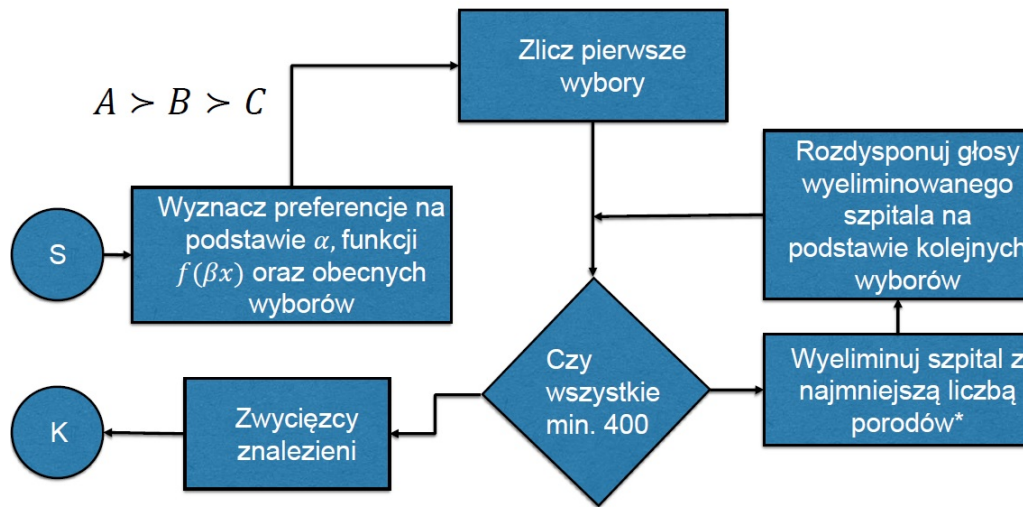 Zlicz pierwsze
wybory
A ≻ B ≻ C
S
Wyznacz preferencje na
podstawie α, funkcji
f(βx) oraz obecnych
wyborów
Rozdysponuj głosy
wyeliminowanego
szpitala na
podstawie kolejnych
wyborów
Czy
wszystkie
min. 400
Wyeliminuj szpital z
najmniejszą liczbą
porodów*
Zwycięzcy
znalezieni
K